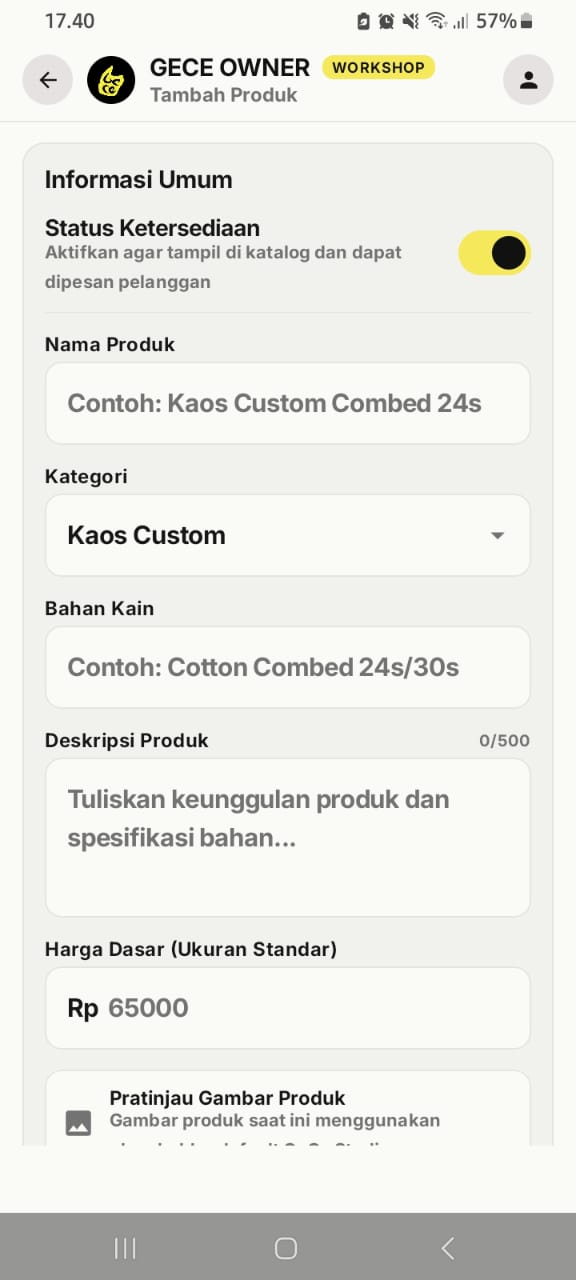 17.40
57%
GECE OWNER
WORKSHOP
Tambah Produk
Informasi Umum
Status Ketersediaan
Aktifkan agar tampil di katalog dan dapat
dipesan pelanggan
Nama Produk
Contoh: Kaos Custom Combed 24s
Kategori
Kaos Custom
Bahan Kain
Contoh: Cotton Combed 24s/30s
Deskripsi Produk
0/500
Tuliskan keunggulan produk dan
spesifikasi bahan...
Harga Dasar (Ukuran Standar)
Rp 65000
Pratinjau Gambar Produk
Gambar produk saat ini menggunakan